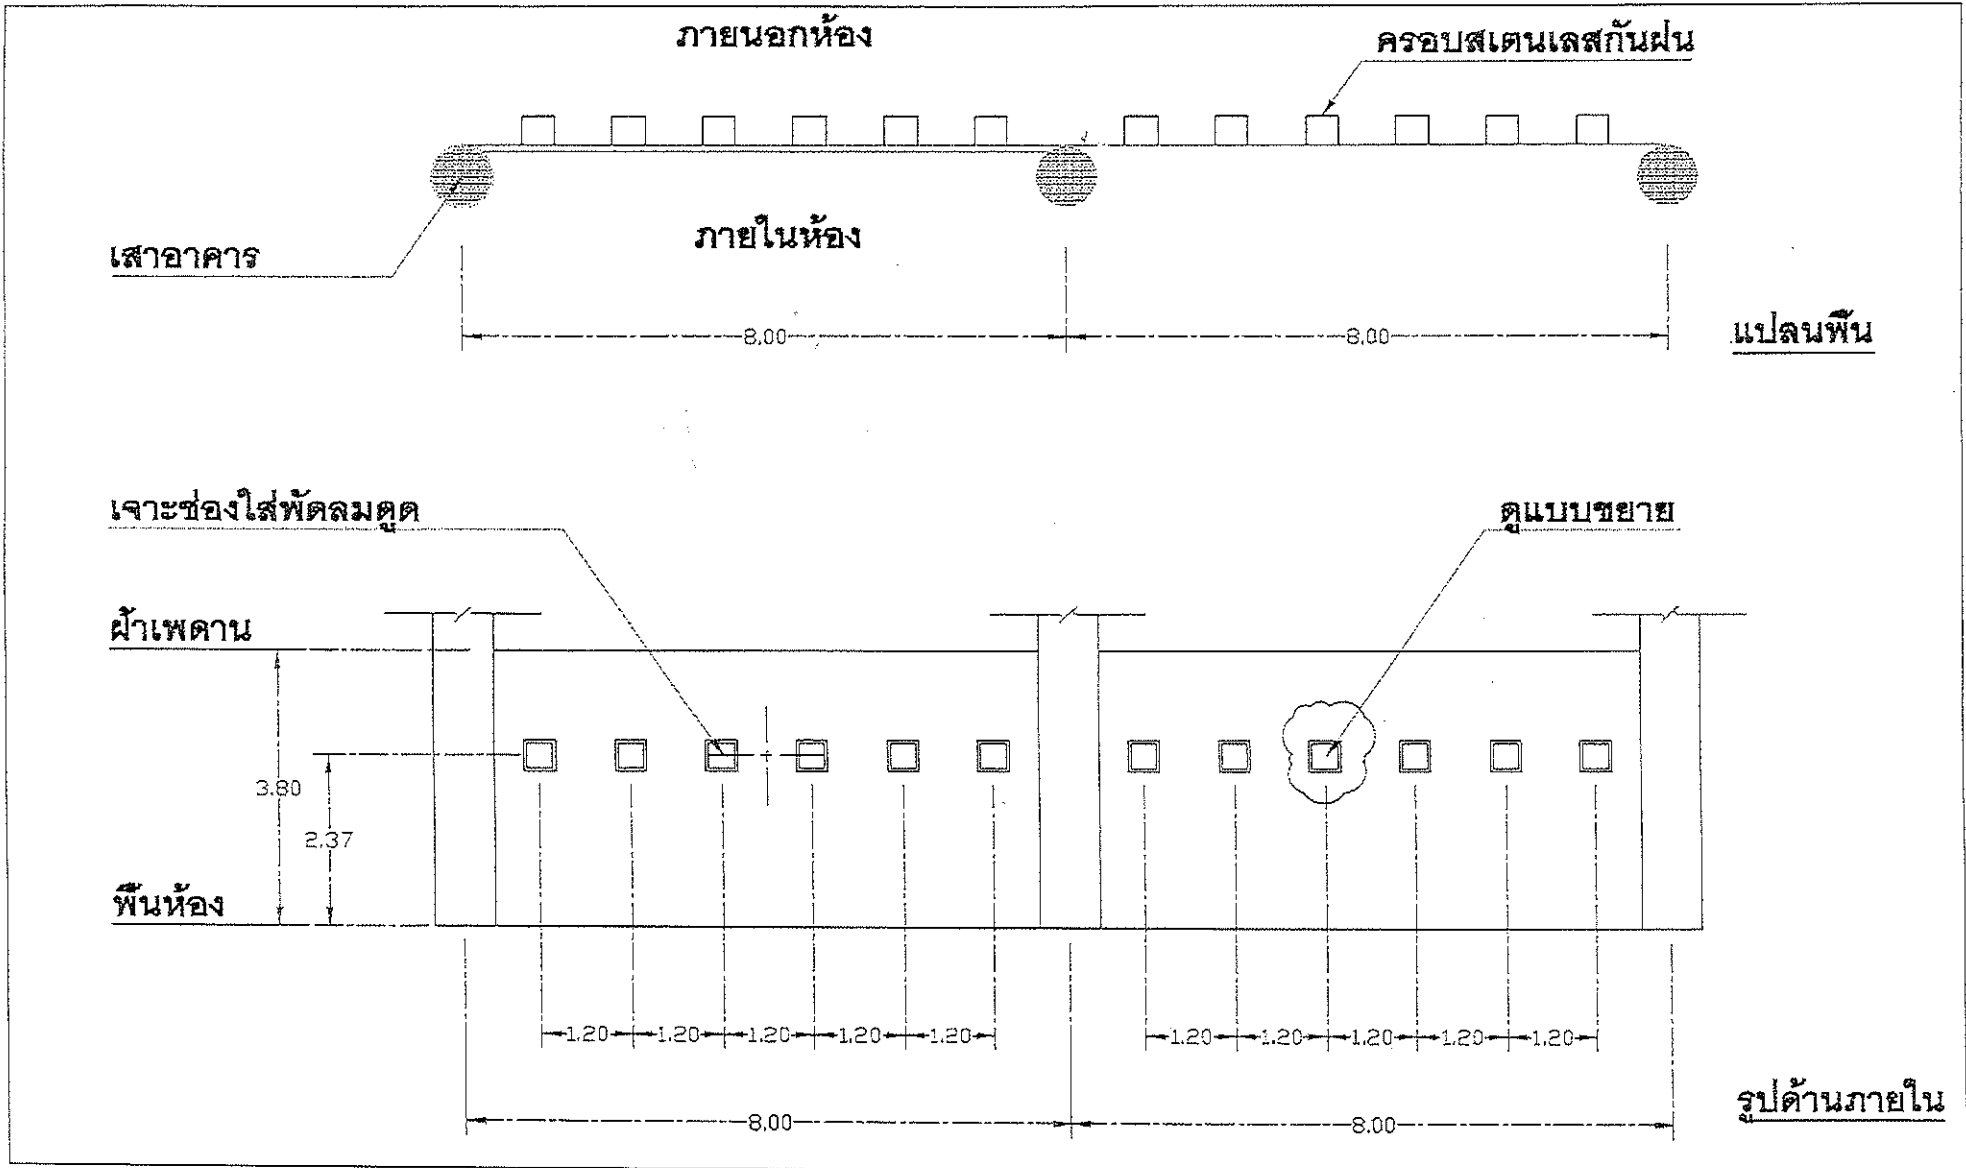 ภายนอกห้อง
ครอบสเตนเลสกันฝน
ภายในห้อง
เสาอาคาร
8.00
8.00
แปลนพื้น
เจาะช่องใส่พัดลมดูด
ดูแบบขยาย
ฝ้าเพดาน
3.80
2.37
พื้นห้อง
1.20 1.20 1.20 1.20 1.20
1.20 1.20 1.20 1.20 1.20
รูปด้านภายใน
8.00
8.00